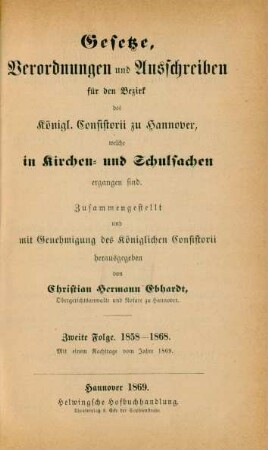 Gesetze,
Verordnungen und Ausschreiben
für den Bezirk
des
Königl. Consistorii zu Hannover,
welche
in Kirchen- und Schulsachen
ergangen sind.
Zusammengestellt
und
mit Genehmigung des Königlichen Consistorii
herausgegeben
von
Christian Hermann Ebhardt,
Obergerichtsanwalt und Notare zu Hannover.
Zweite Folge. 1858—1868.
Mit einem Nachtrage vom Jahre 1869.
Hannover 1869.
Helwingsche Hofbuchhandlung.